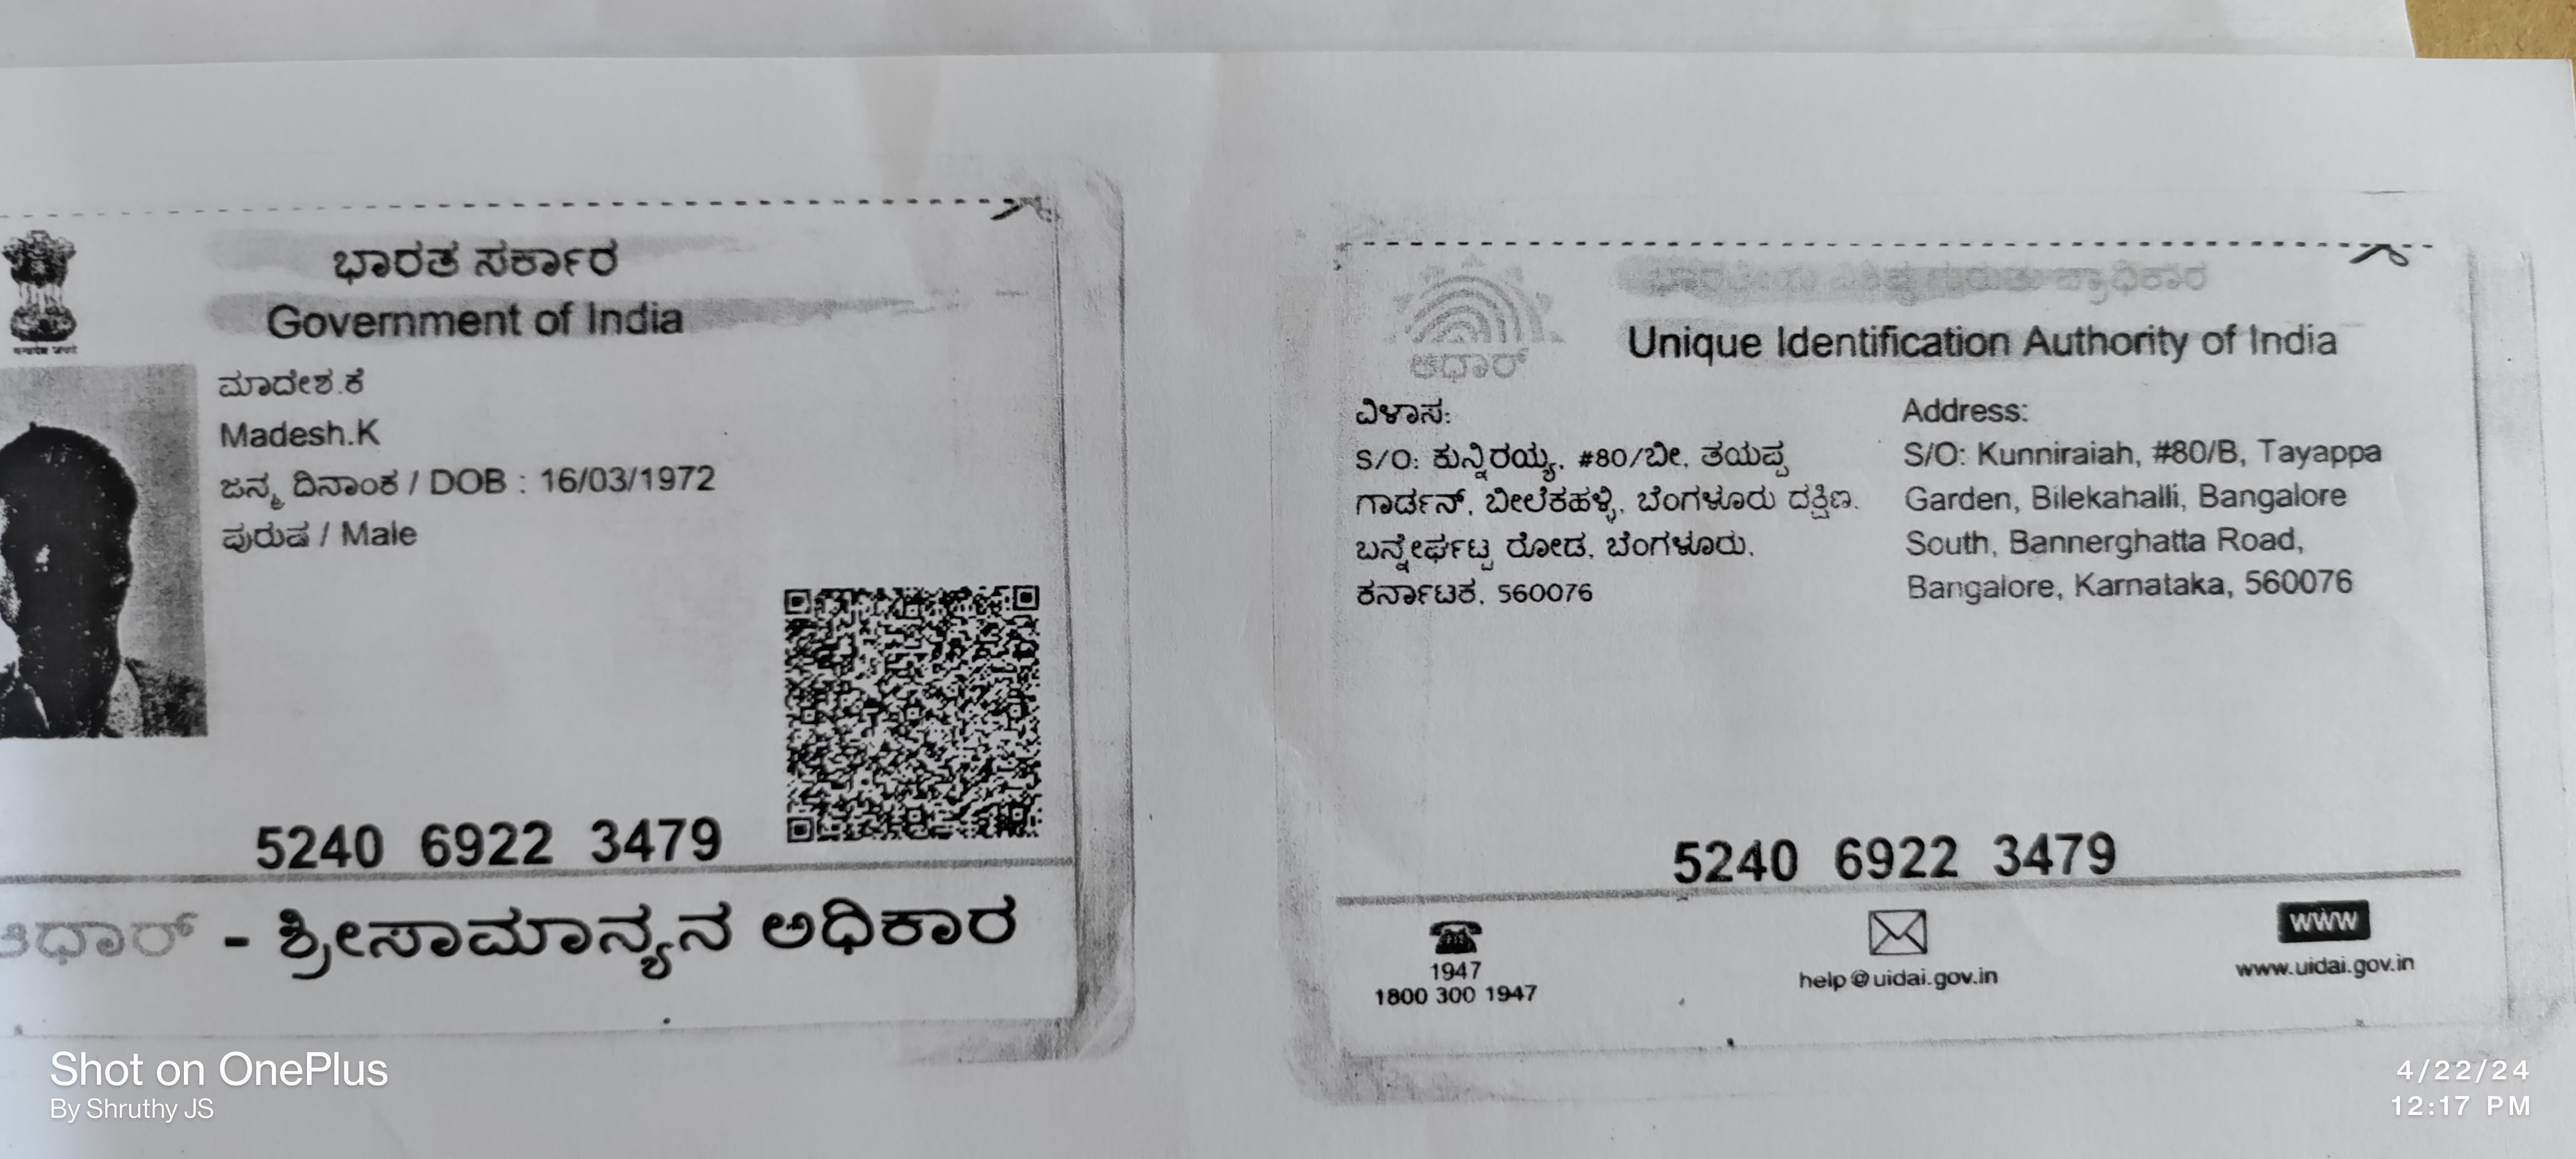 ಭಾರತ ಸರ್ಕಾರ
Government of India
ಮಾದೇಶ.ಕೆ
Madesh.K
ಜನ್ಮ ದಿನಾಂಕ / DOB : 16/03/1972
ಪುರುಷ / Male
5240 6922 3479
ಆಧಾರ್ - ಶ್ರೀಸಾಮಾನ್ಯನ ಅಧಿಕಾರ
ಭಾರತೀಯ ವಿಶಿಷ್ಟ ಗುರುತು ಪ್ರಾಧಿಕಾರ
Unique Identification Authority of India
ಆಧಾರ್
ವಿಳಾಸ:
S/O: ಕುನ್ನಿರಯ್ಯ, #80/ಬೀ, ತಯಪ್ಪ
ಗಾರ್ಡನ್, ಬೀಲೆಕಹಳ್ಳಿ, ಬೆಂಗಳೂರು ದಕ್ಷಿಣ,
ಬನ್ನೇರ್ಘಟ್ಟ ರೋಡ, ಬೆಂಗಳೂರು,
ಕರ್ನಾಟಕ, 560076
Address:
S/O: Kunniraiah, #80/B, Tayappa
Garden, Bilekahalli, Bangalore
South, Bannerghatta Road,
Bangalore, Karnataka, 560076
5240 6922 3479
1947
1800 300 1947
help@uidai.gov.in
www
www.uidai.gov.in
Shot on OnePlus
By Shruthy JS
4/22/24
12:17 PM